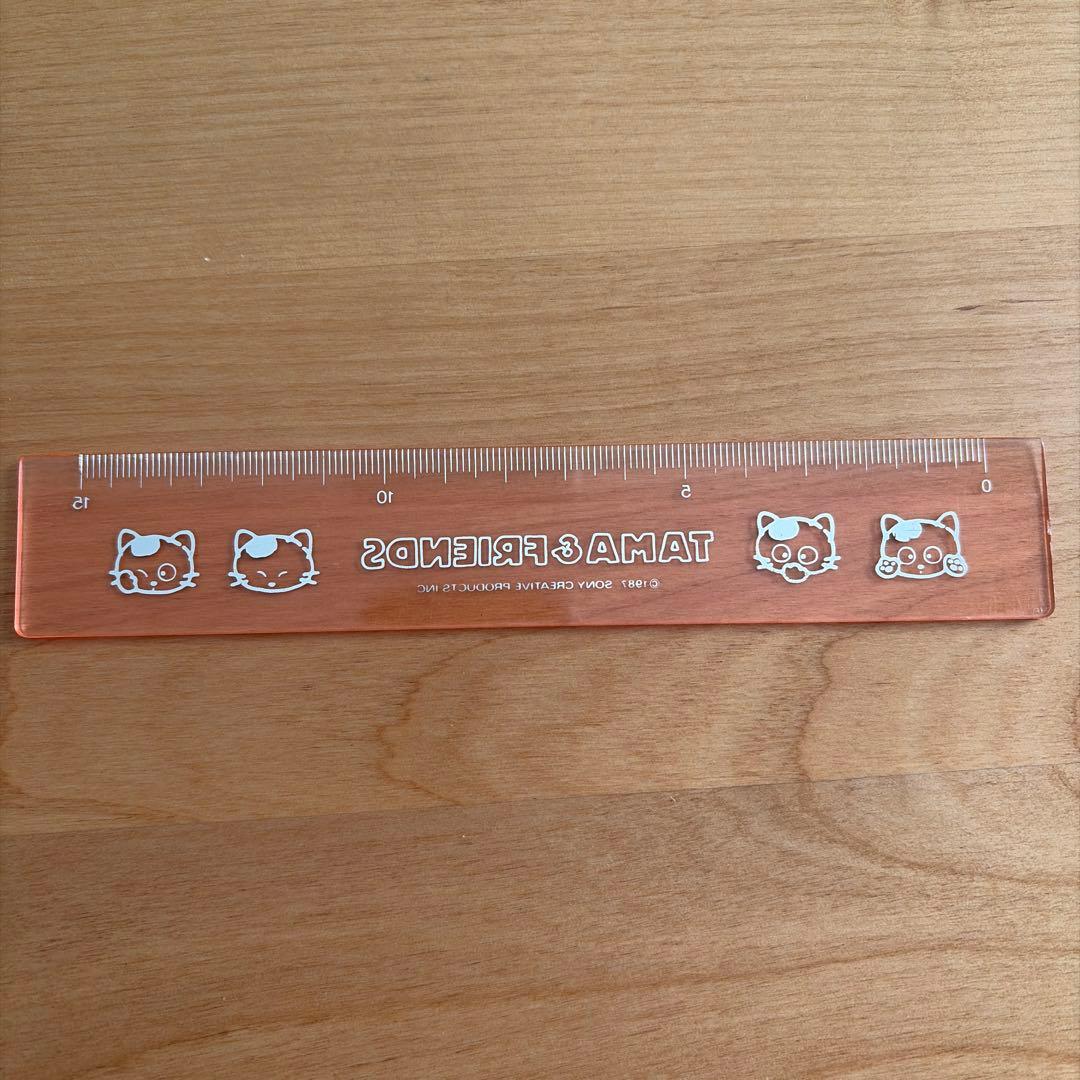 15 10 5 0
TAMA & FRIENDS
©1987 SONY CREATIVE PRODUCTS INC